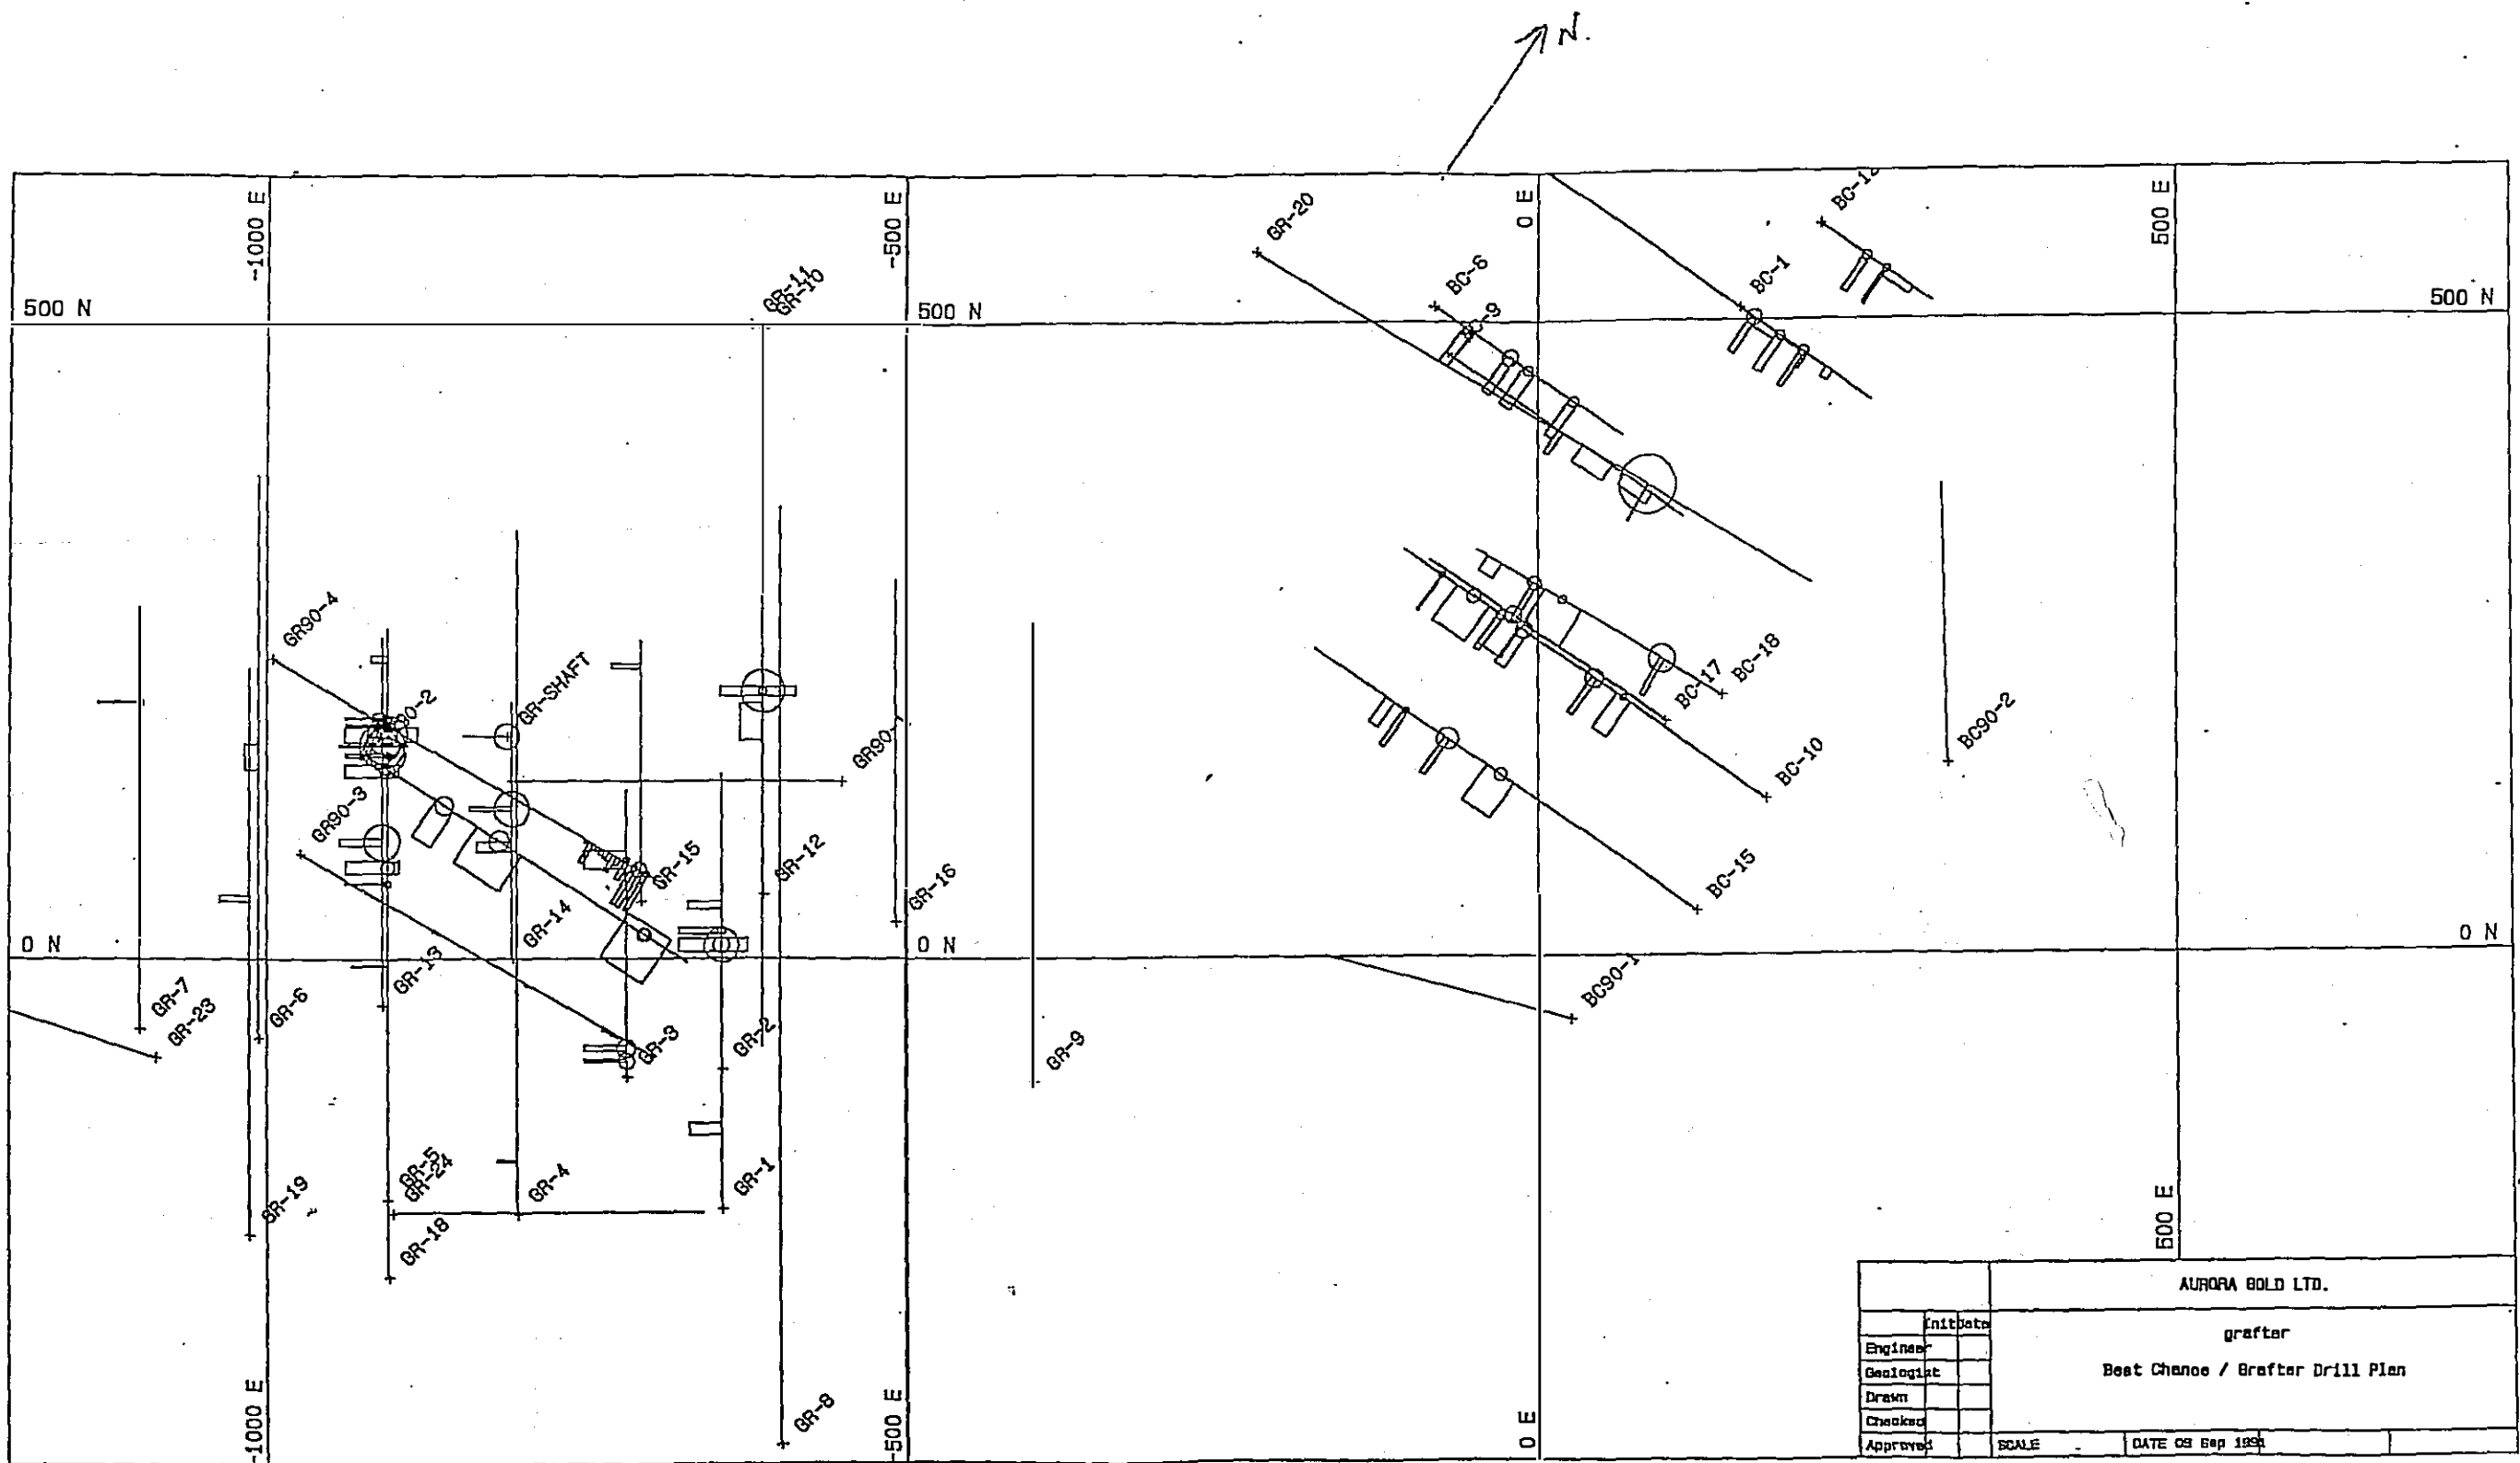 N.
-1000 E
-500 E
0 E
500 E
GR-20
BC-12
BC-6
BC-1
GR-11
GR-10
500 N
500 N
500 N
GR90-4
GR-SHAFT
BC-17
BC-18
BC90-2
GR90-3
BC-10
GR-15
GR-12
GR-16
BC-15
GR-14
0 N
0 N
0 N
GR-13
BC90-1
GR-7
GR-23
GR-6
GR-3
GR-2
GR-9
GR-5
GR-24
GR-19
GR-4
GR-1
GR-18
500 E
GR-8
-1000 E
-500 E
0 E
AURORA GOLD LTD.
Init Date
grafter
Engineer
Geologist
Best Chance / Grafter Drill Plan
Drawn
Checked
Approved
SCALE
DATE 09 Sep 1991